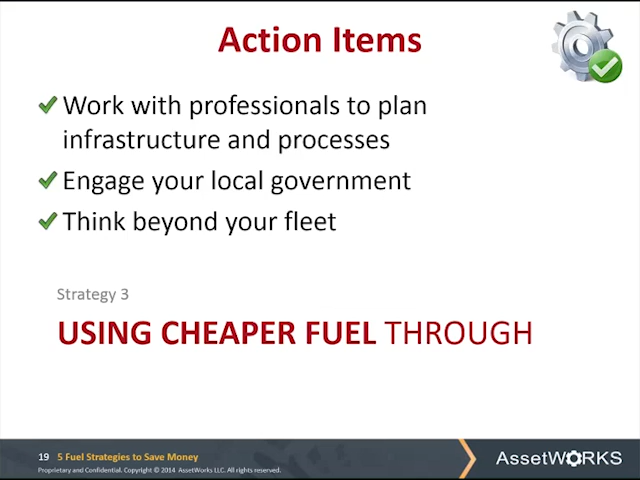 Action Items
Work with professionals to plan
infrastructure and processes
Engage your local government
Think beyond your fleet
Strategy 3
USING CHEAPER FUEL THROUGH
19 5 Fuel Strategies to Save Money
Proprietary and Confidential. Copyright © 2014 AssetWorks LLC. All rights reserved.
AssetWORKS